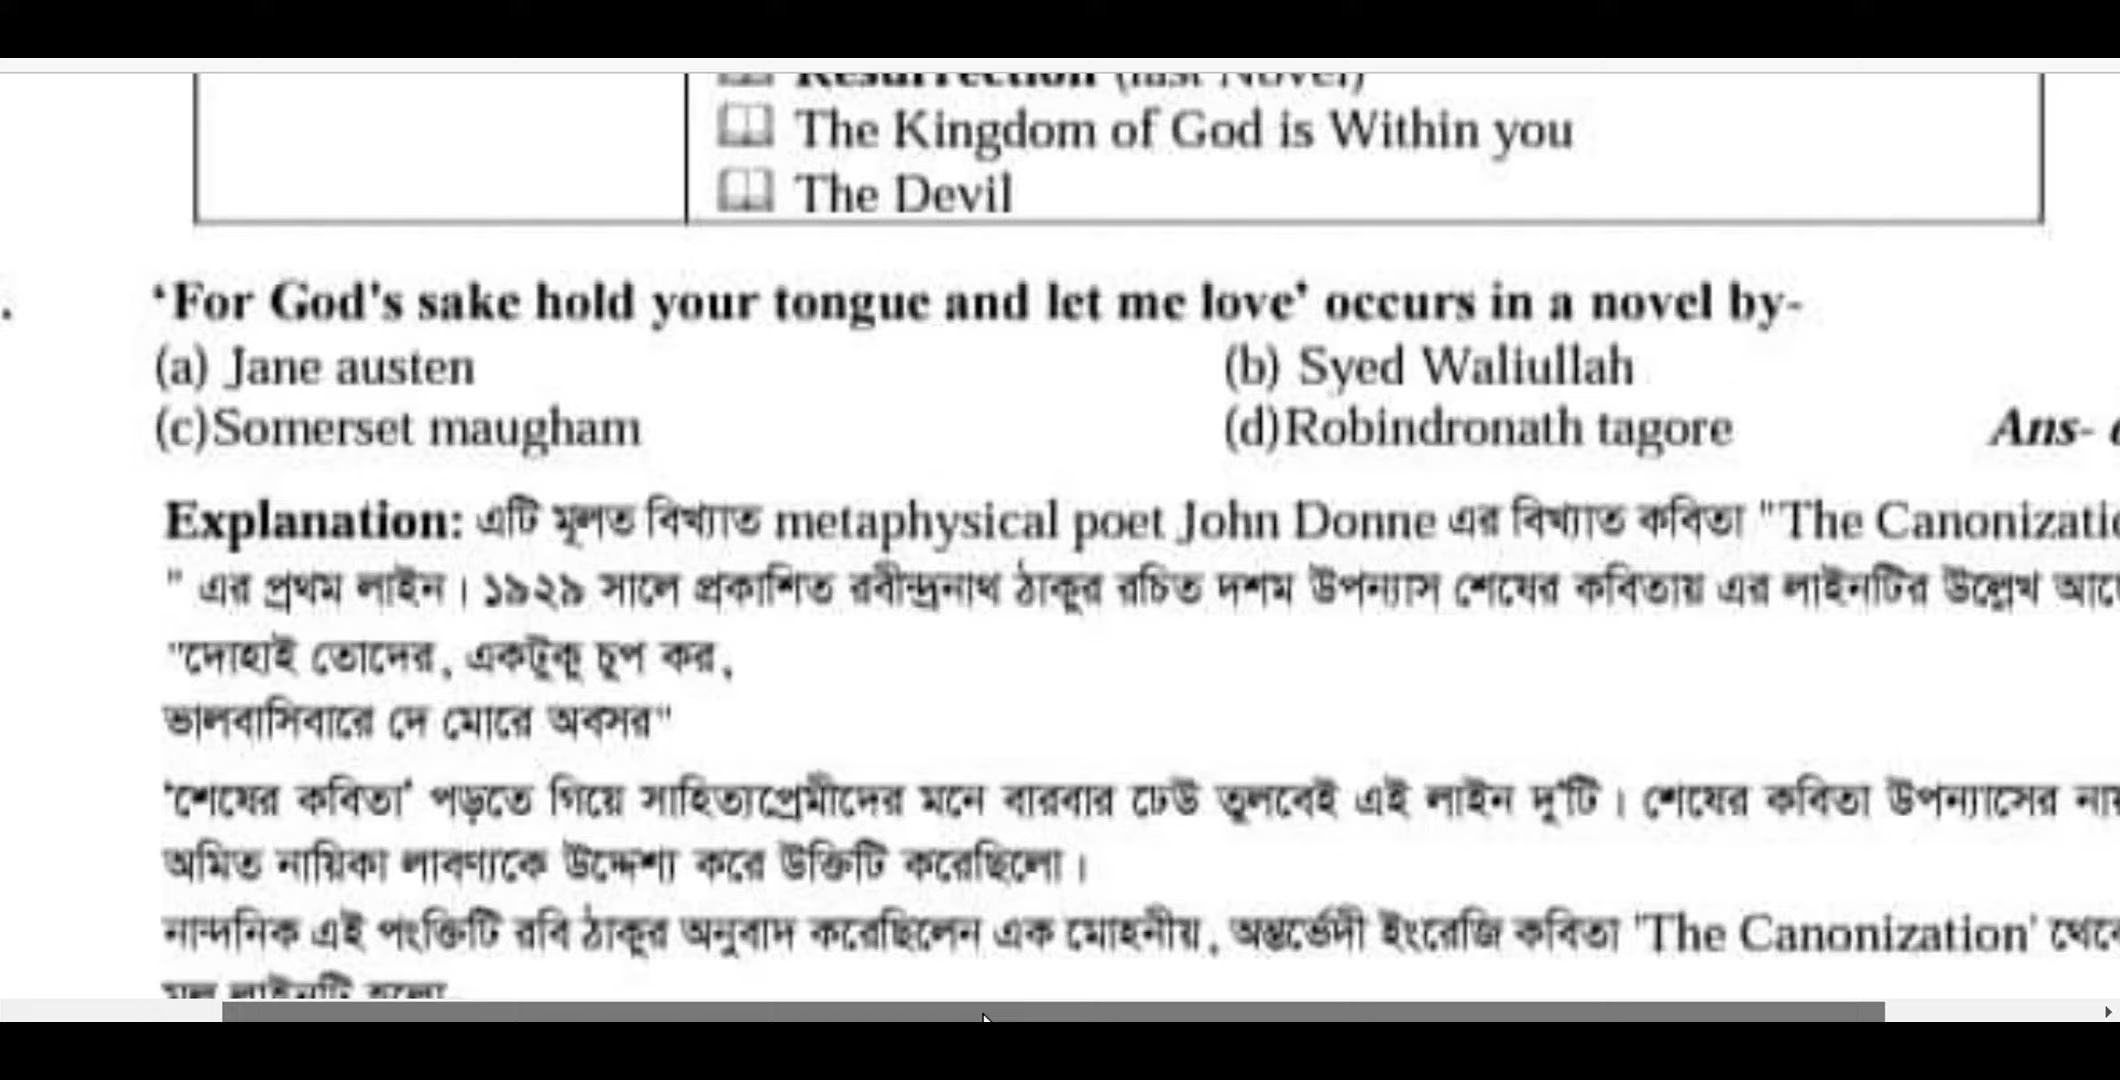 The Kingdom of God is Within you
The Devil
‘For God's sake hold your tongue and let me love’ occurs in a novel by-
(a) Jane austen (b) Syed Waliullah
(c)Somerset maugham (d)Robindronath tagore Ans-
Explanation: এটি মূলত বিখ্যাত metaphysical poet John Donne এর বিখ্যাত কবিতা "The
" এর প্রথম লাইন। ১৯২৯ সালে প্রকাশিত রবীন্দ্রনাথ ঠাকুর রচিত দশম উপন্যাস শেষের কবিতায় এর লাইনটির উল্লেখ
"দোহাই তোদের, একটুকু চুপ কর,
ভালবাসিবারে দে মোরে অবসর"
'শেষের কবিতা' পড়তে গিয়ে সাহিত্যপ্রেমীদের মনে বারবার ঢেউ তুলবেই এই লাইন দু'টি। শেষের কবিতা উপন্যাসের
অমিত নায়িকা লাবণ্যকে উদ্দেশ্য করে উক্তিটি করেছিলো।
নান্দনিক এই পংক্তিটি রবি ঠাকুর অনুবাদ করেছিলেন এক মোহনীয়, অন্তর্ভেদী ইংরেজি কবিতা 'The Canonization'